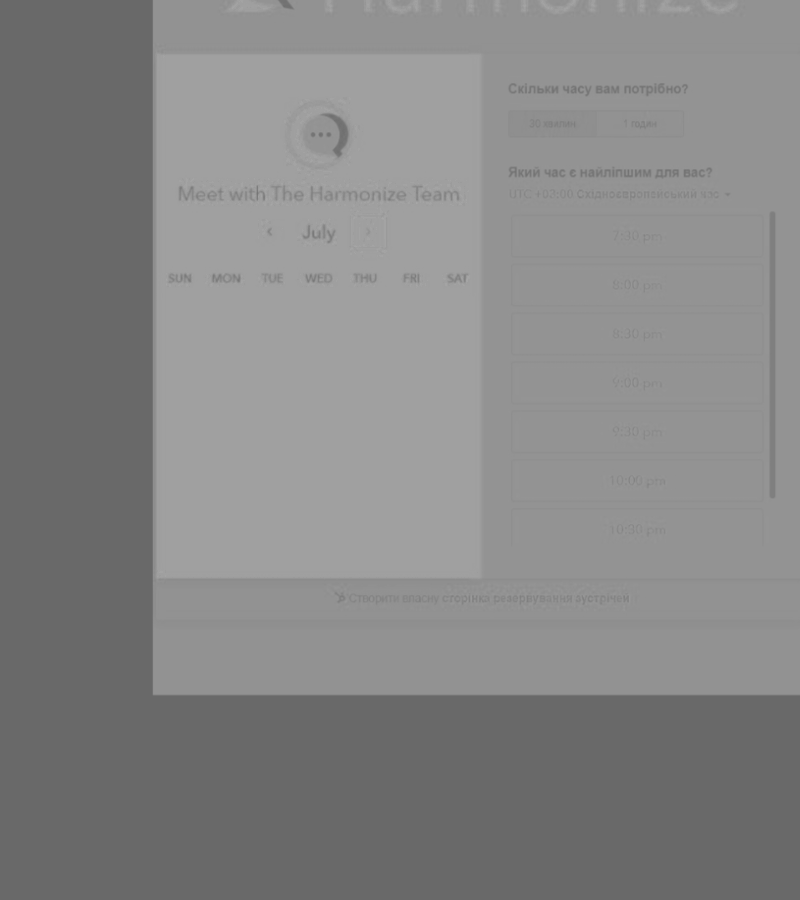 Harmonize
Meet with The Harmonize Team
‹ July ›
SUN MON TUE WED THU FRI SAT
Скільки часу вам потрібно?
30 хвилин 1 годин
Який час є найліпшим для вас?
UTC +03:00 Східноєвропейський час
7:30 pm
8:00 pm
8:30 pm
9:00 pm
9:30 pm
10:00 pm
10:30 pm
Створити власну сторінка резервування зустрічей